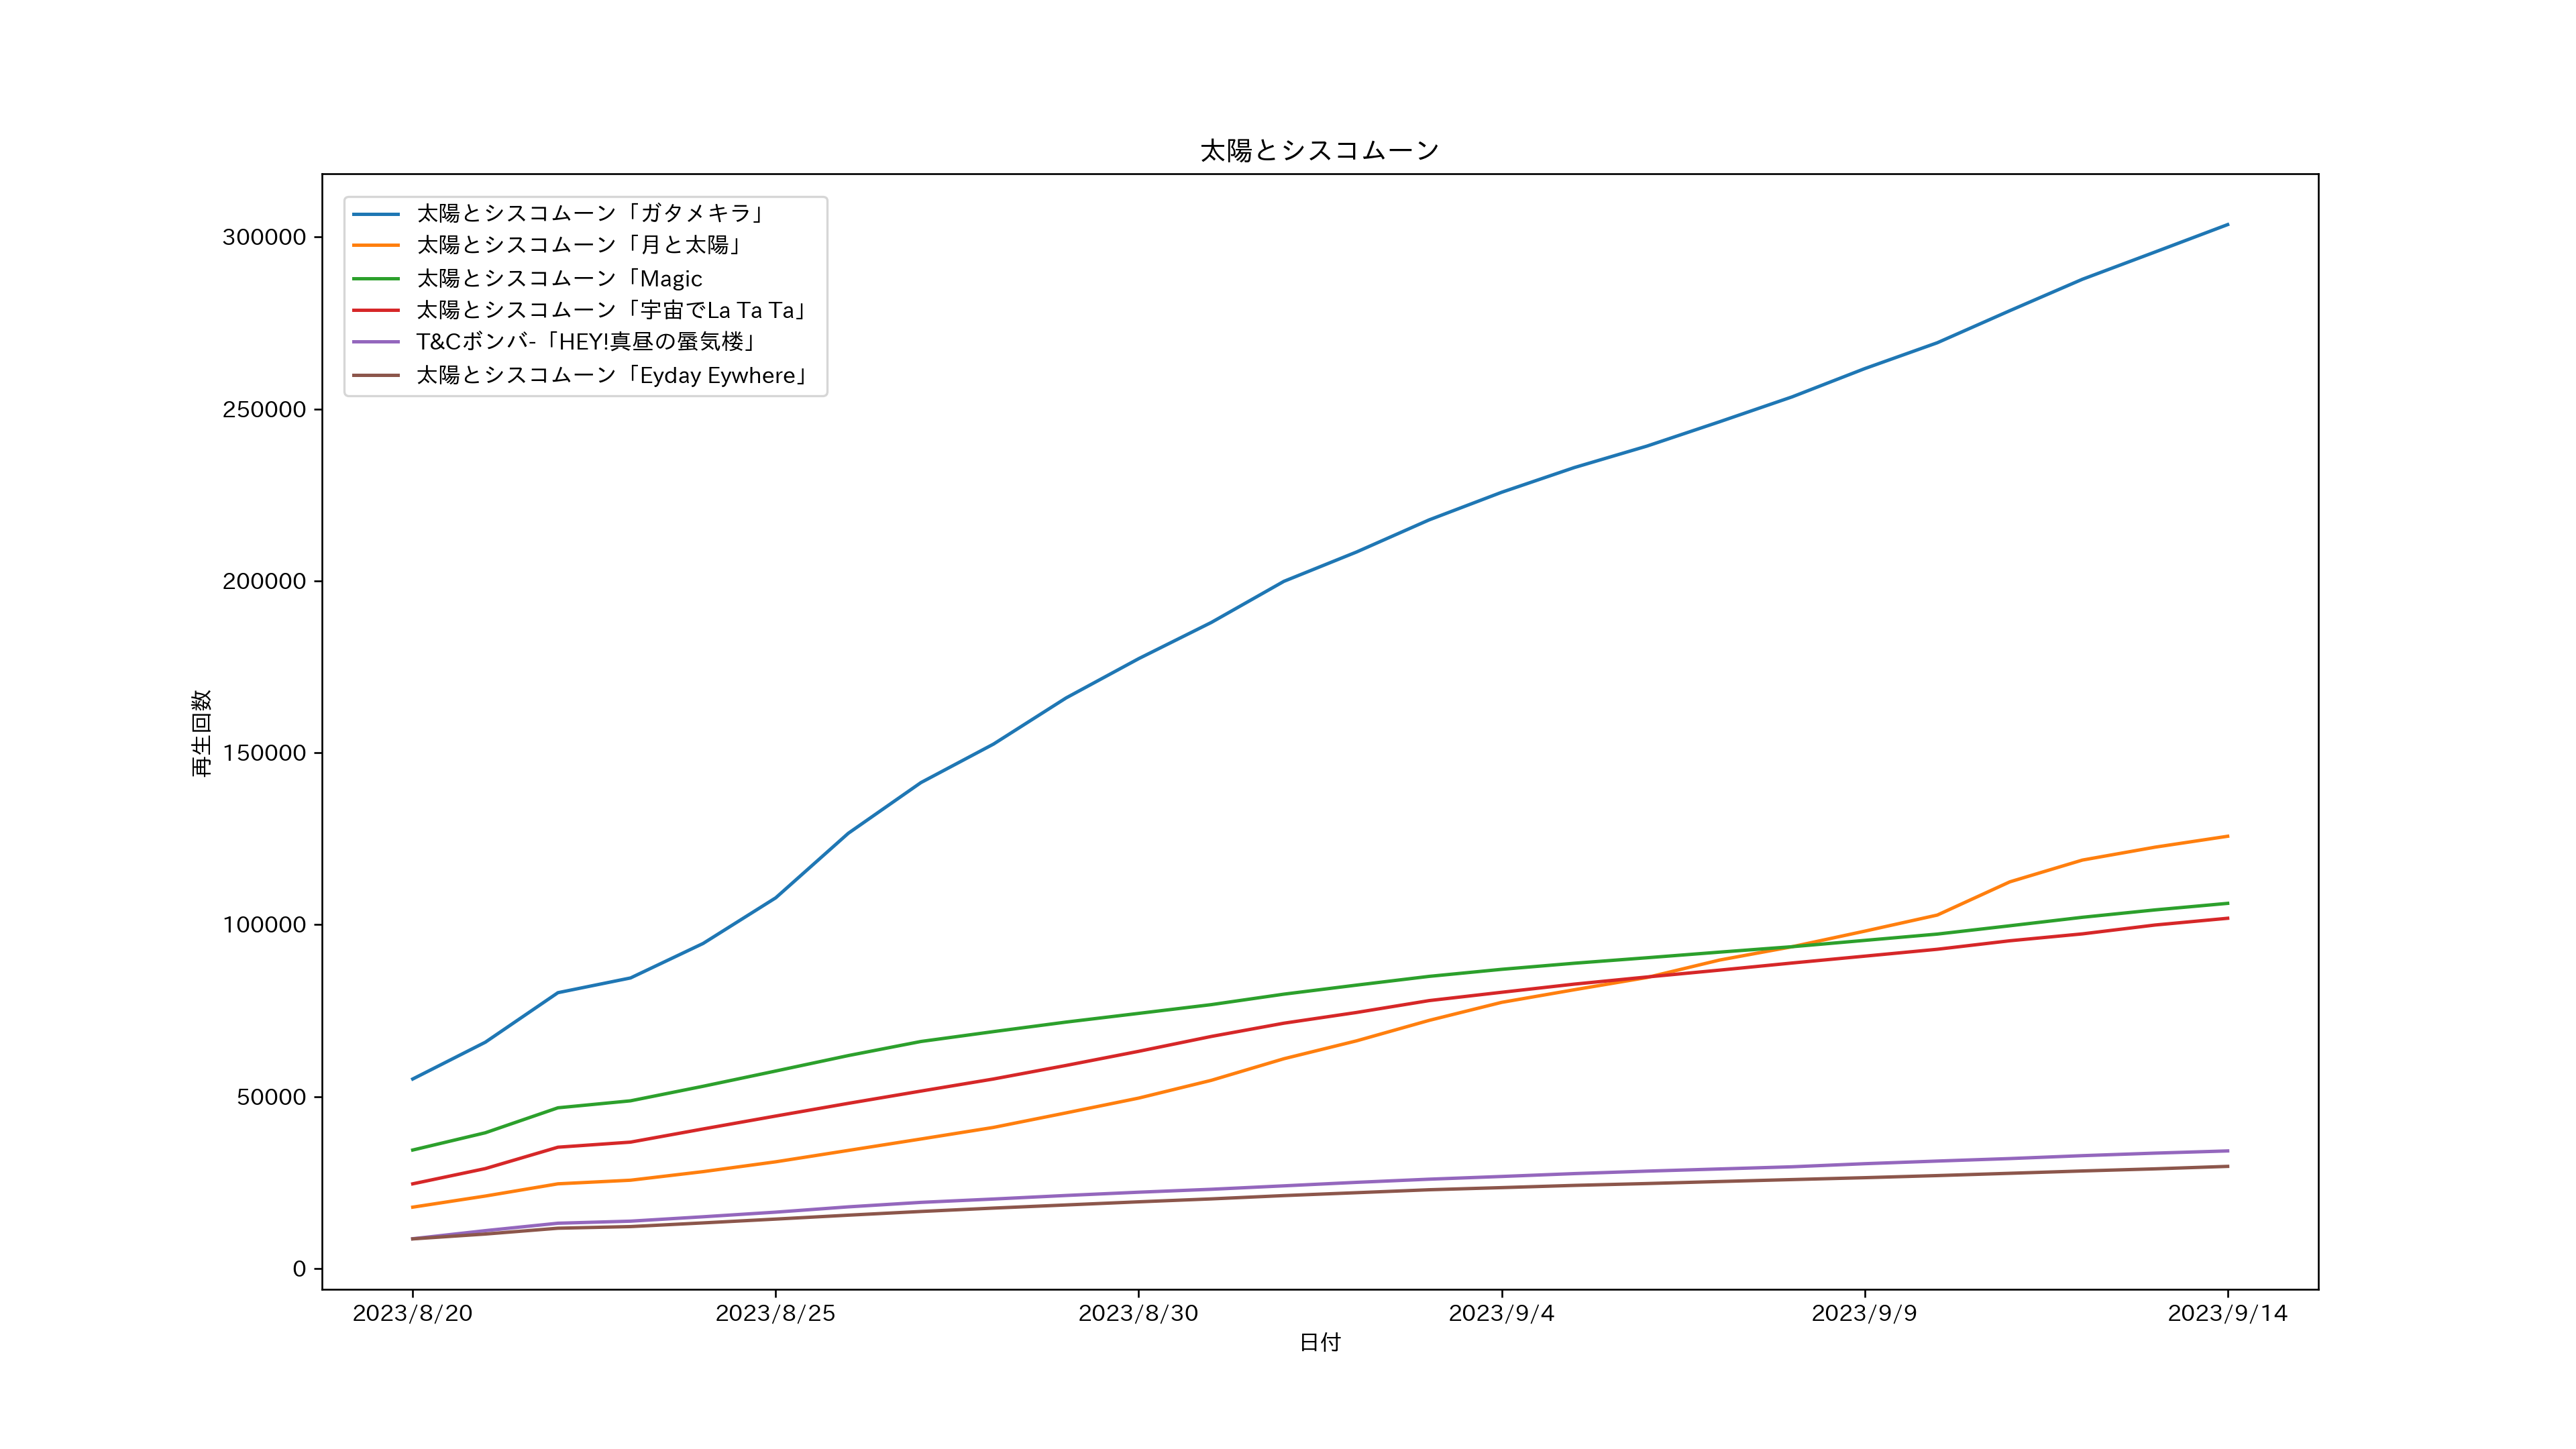 太陽とシスコムーン
太陽とシスコムーン「ガタメキラ」
太陽とシスコムーン「月と太陽」
太陽とシスコムーン「Magic
太陽とシスコムーン「宇宙でLa Ta Ta」
T&Cボンバ-「HEY!真昼の蜃気楼」
太陽とシスコムーン「Eyday Eywhere」
300000
250000
200000
150000
100000
50000
0
再生回数
2023/8/20 2023/8/25 2023/8/30 2023/9/4 2023/9/9 2023/9/14
日付